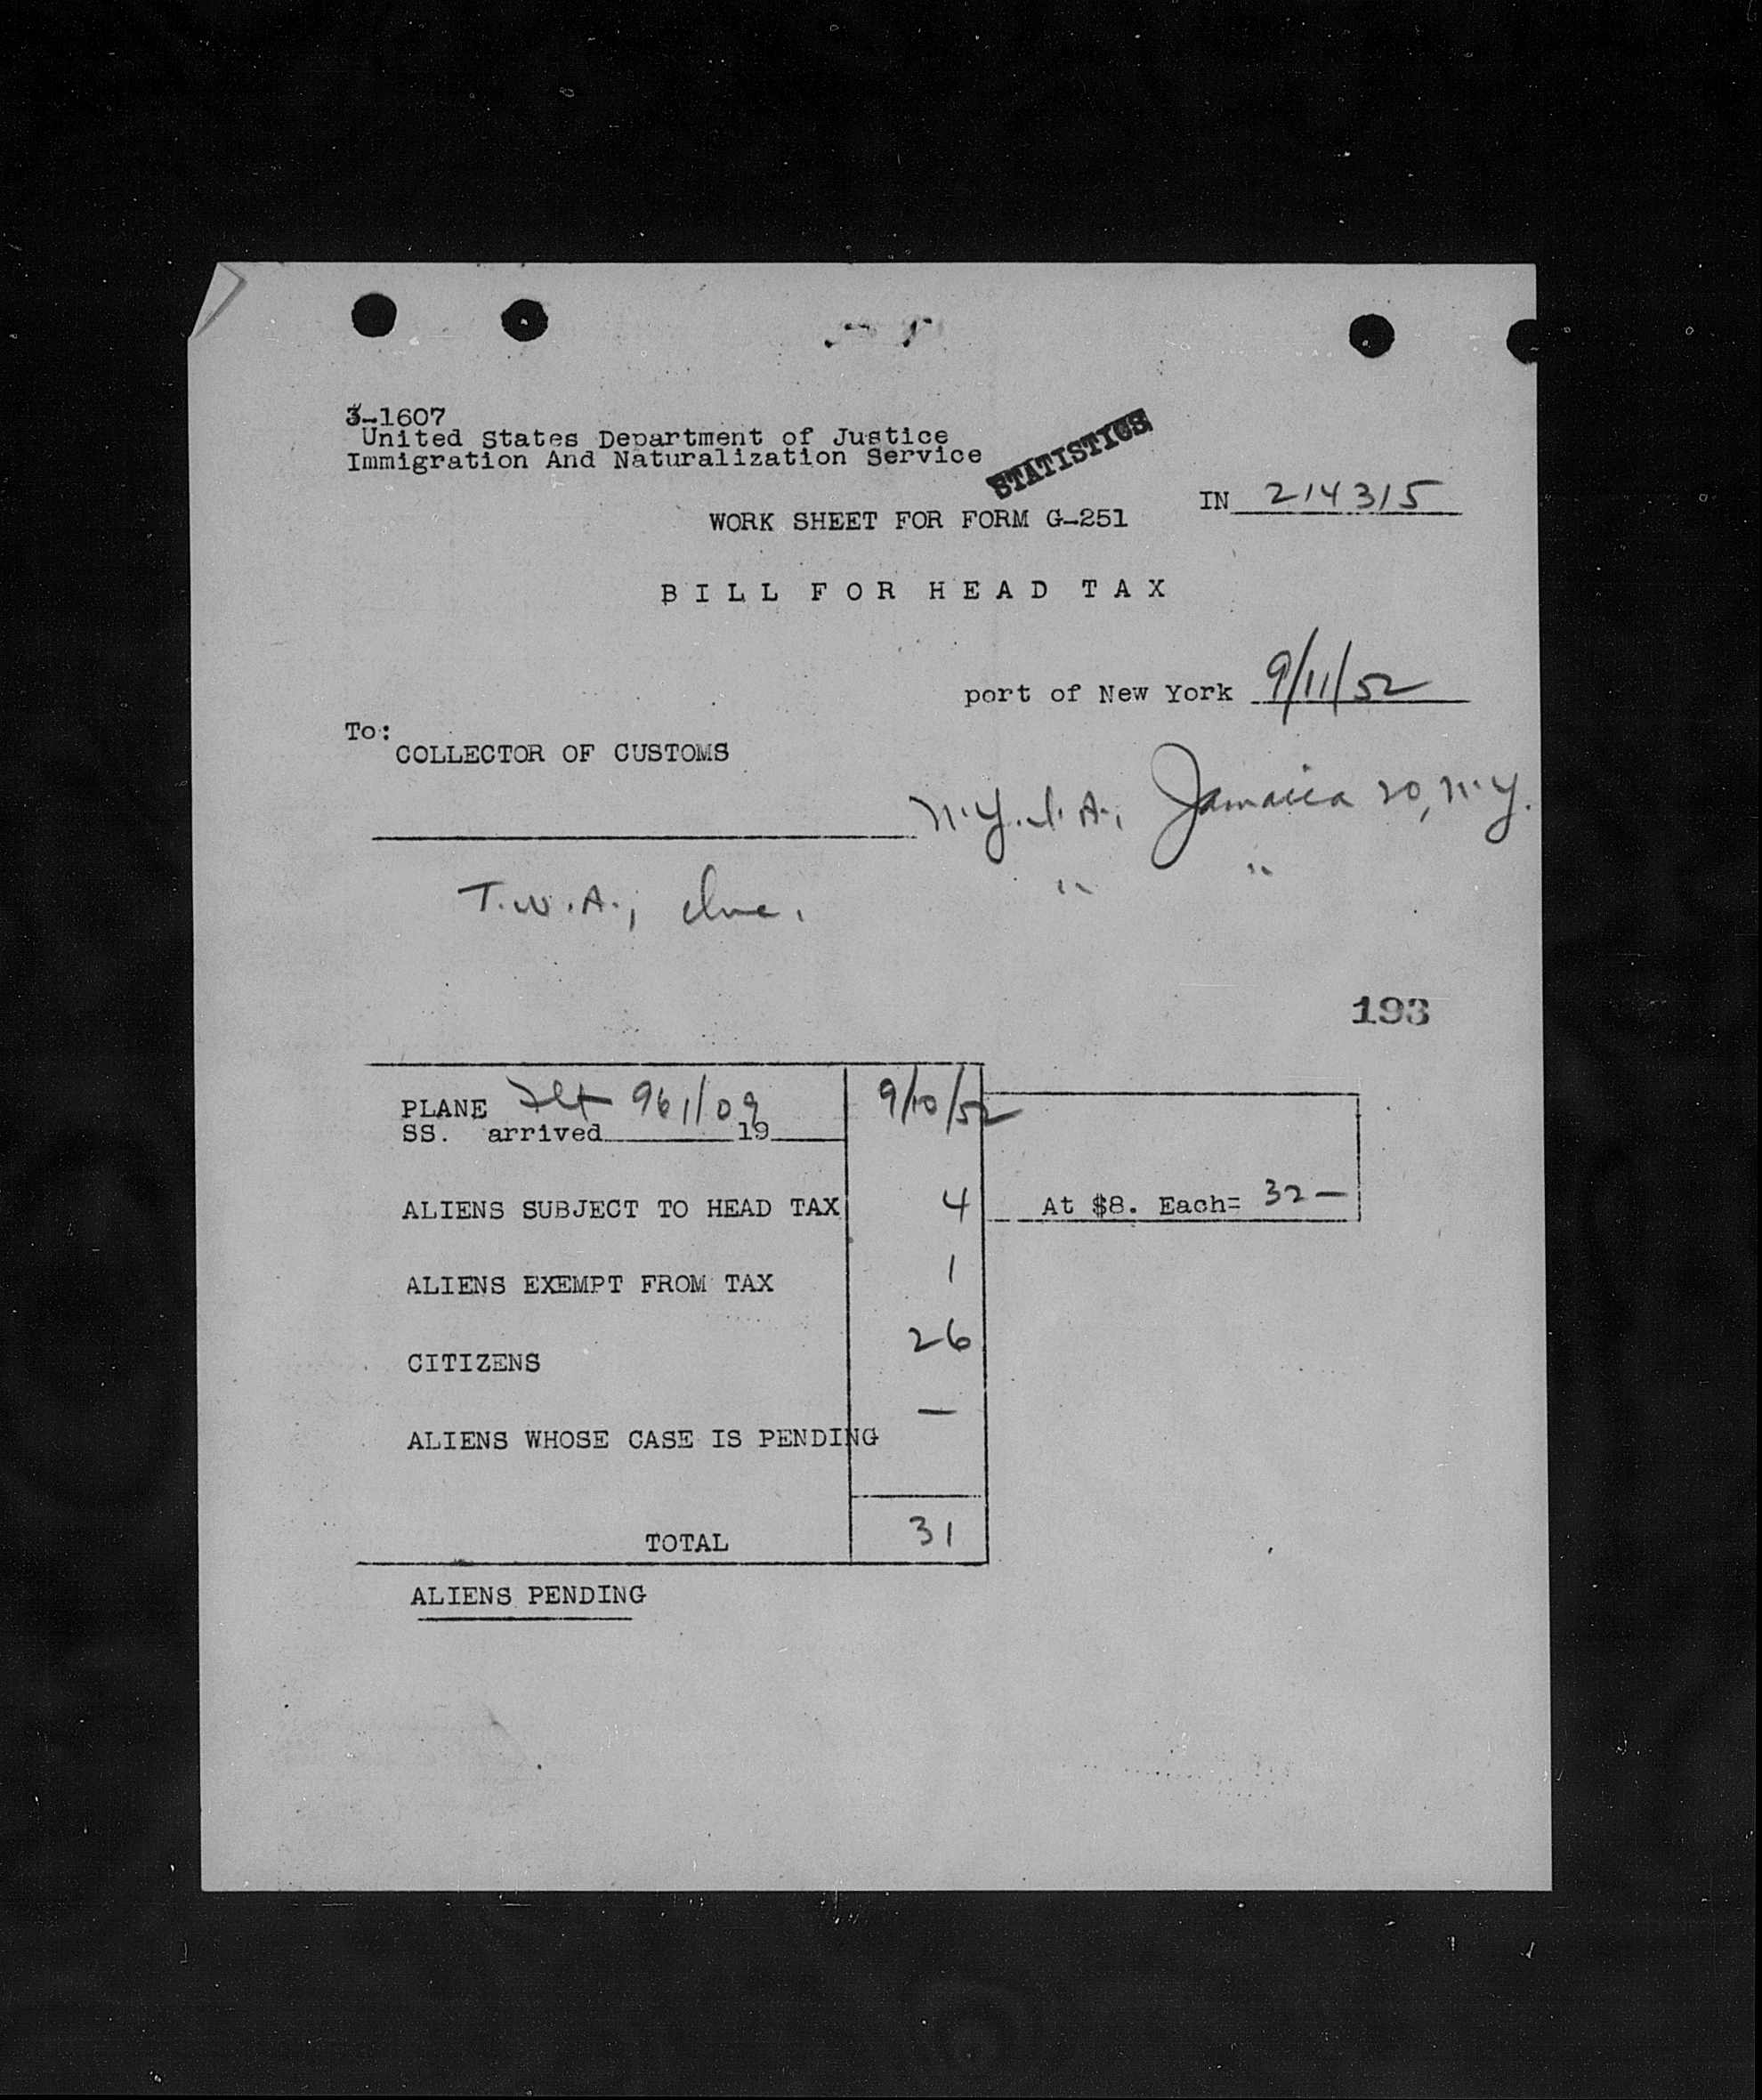 3-1607
United States Department of Justice
Immigration And Naturalization Service
STATISTICS
IN 214315
WORK SHEET FOR FORM G-251
BILL FOR HEAD TAX
port of New York 9/11/52
To:
COLLECTOR OF CUSTOMS
N.Y.I.A., Jamaica 20, N.Y.
T.W.A., Inc. " "
193
PLANE Flt 961/09 9/10/52
SS. arrived 19
ALIENS SUBJECT TO HEAD TAX 4 At $8. Each= 32—
ALIENS EXEMPT FROM TAX 1
CITIZENS 26
ALIENS WHOSE CASE IS PENDING —
TOTAL 31
ALIENS PENDING